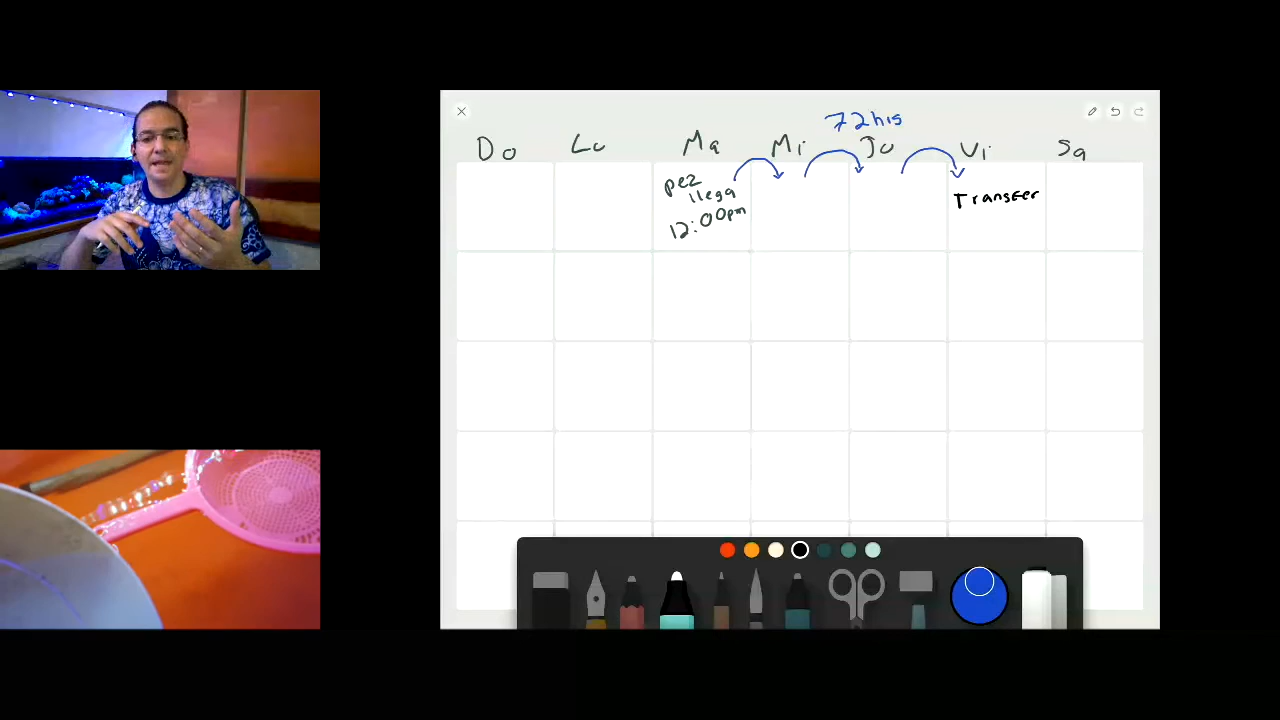 72hrs
Do Lu Ma Mi Ju Vi Sa
pez
llega
12:00pm
Transfer